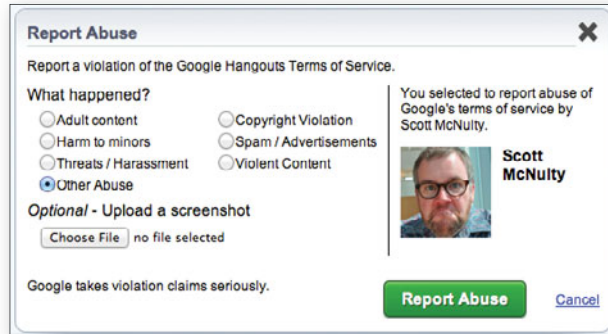 Report Abuse
Report a violation of the Google Hangouts Terms of Service.
What happened?
Adult content
Copyright Violation
Harm to minors
Spam / Advertisements
Threats / Harassment
Violent Content
Other Abuse
Optional - Upload a screenshot
Choose File no file selected
You selected to report abuse of
Google's terms of service by
Scott McNulty.
Scott
McNulty
Google takes violation claims seriously.
Report Abuse
Cancel